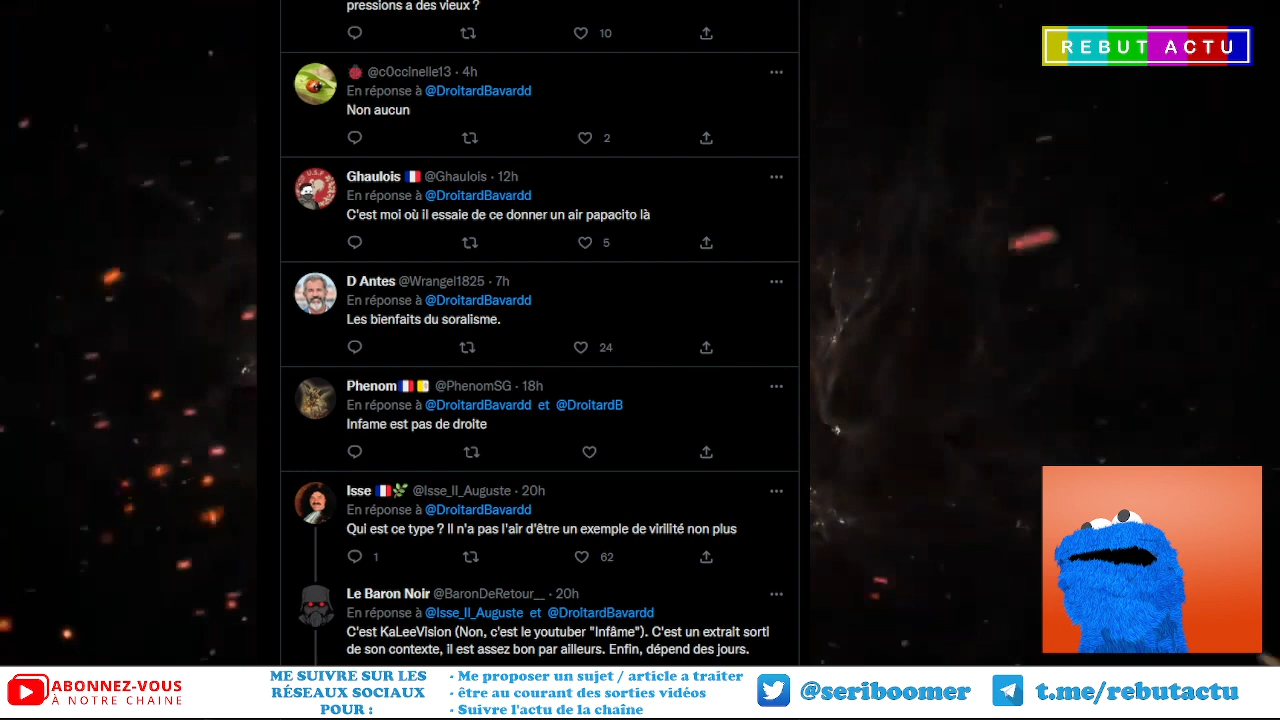 pressions a des vieux ?
10
REBUT ACTU
@c0ccinelle13 · 4h
En réponse à @DroitardBavardd
Non aucun
2
Ghaulois @Ghaulois · 12h
En réponse à @DroitardBavardd
C'est moi où il essaie de ce donner un air papacito là
5
D Antes @Wrangel1825 · 7h
En réponse à @DroitardBavardd
Les bienfaits du soralisme.
24
Phenom @PhenomSG · 18h
En réponse à @DroitardBavardd et @DroitardB
Infame est pas de droite
Isse @Isse_Il_Auguste · 20h
En réponse à @DroitardBavardd
Qui est ce type ? Il n'a pas l'air d'être un exemple de virilité non plus
1 62
Le Baron Noir @BaronDeRetour__ · 20h
En réponse à @Isse_Il_Auguste et @DroitardBavardd
C'est KaLeeVision (Non, c'est le youtuber "Infâme"). C'est un extrait sorti
de son contexte, il est assez bon par ailleurs. Enfin, dépend des jours.
ABONNEZ-VOUS
À NOTRE CHAINE
ME SUIVRE SUR LES
RÉSEAUX SOCIAUX
POUR :
- Me proposer un sujet / article a traiter
- être au courant des sorties vidéos
- Suivre l'actu de la chaîne
@seriboomer
t.me/rebutactu